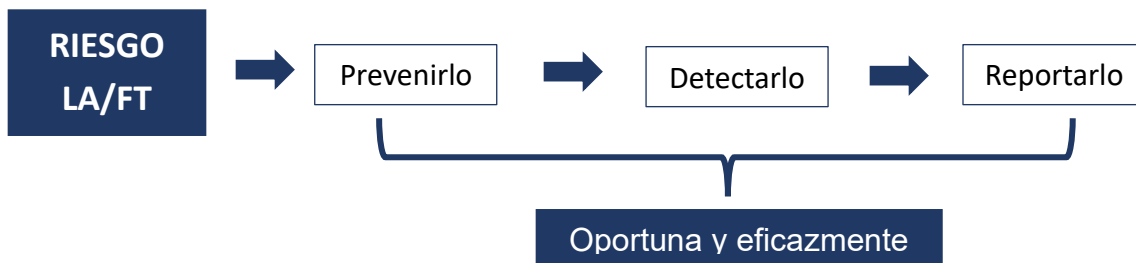 RIESGO
LA/FT
Prevenirlo
Detectarlo
Reportarlo
Oportuna y eficazmente